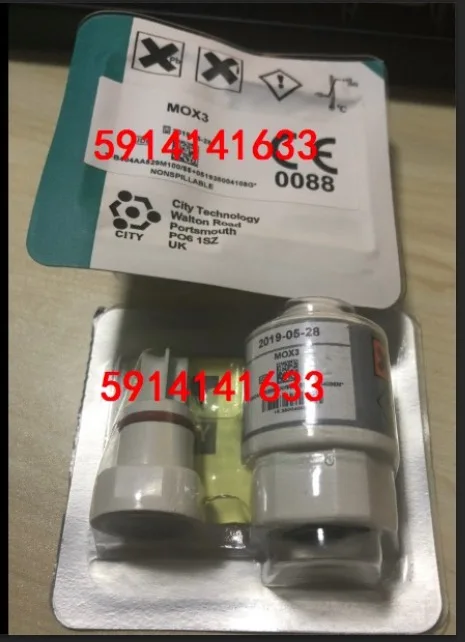 MOX3
5914141633
CE
0088
NONSPILLABLE
CITY
City Technology
Walton Road
Portsmouth
PO6 1SZ
UK
°C
2019-05-28
MOX3
5914141633